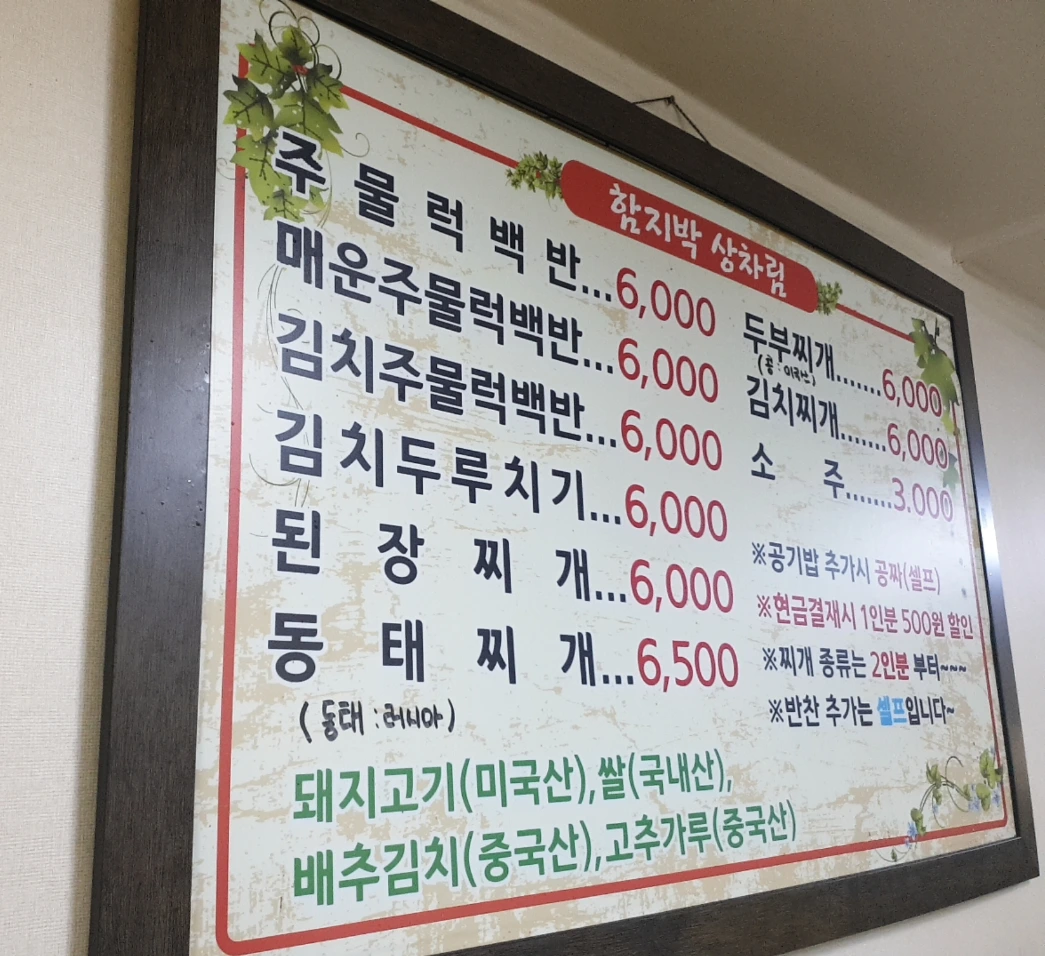 함지박 상차림
주물럭백반...6,000
매운주물럭백반...6,000
김치주물럭백반...6,000
김치두루치기...6,000
된장찌개...6,000
동태찌개...6,500
(동태:러시아)
두부찌개.......6,000
(콩:미국산)
김치찌개.......6,000
소주.......3.000
※공기밥 추가시 공짜(셀프)
※현금결재시 1인분 500원 할인
※찌개 종류는 2인분 부터~~~
※반찬 추가는 셀프입니다~
돼지고기(미국산),쌀(국내산),
배추김치(중국산),고추가루(중국산)